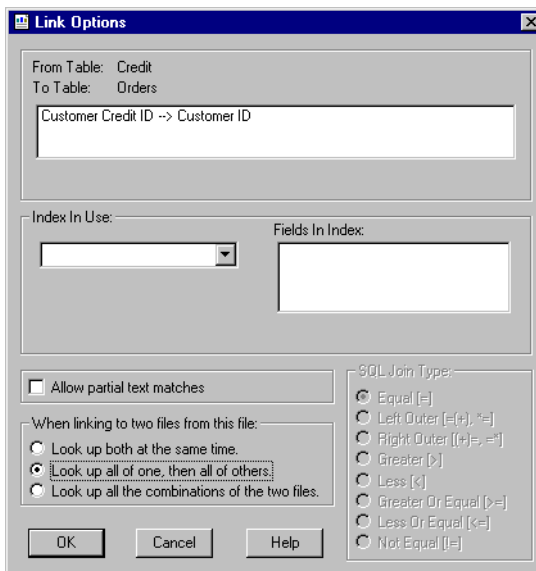 Link Options
From Table: Credit
To Table: Orders
Customer Credit ID --> Customer ID
Index In Use:
Fields In Index:
Allow partial text matches
When linking to two files from this file:
Look up both at the same time.
Look up all of one, then all of others.
Look up all the combinations of the two files.
SQL Join Type:
Equal [=]
Left Outer [=(+), *=]
Right Outer [(+)=, =*]
Greater [>]
Less [<]
Greater Or Equal [>=]
Less Or Equal [<=]
Not Equal [!=]
OK
Cancel
Help